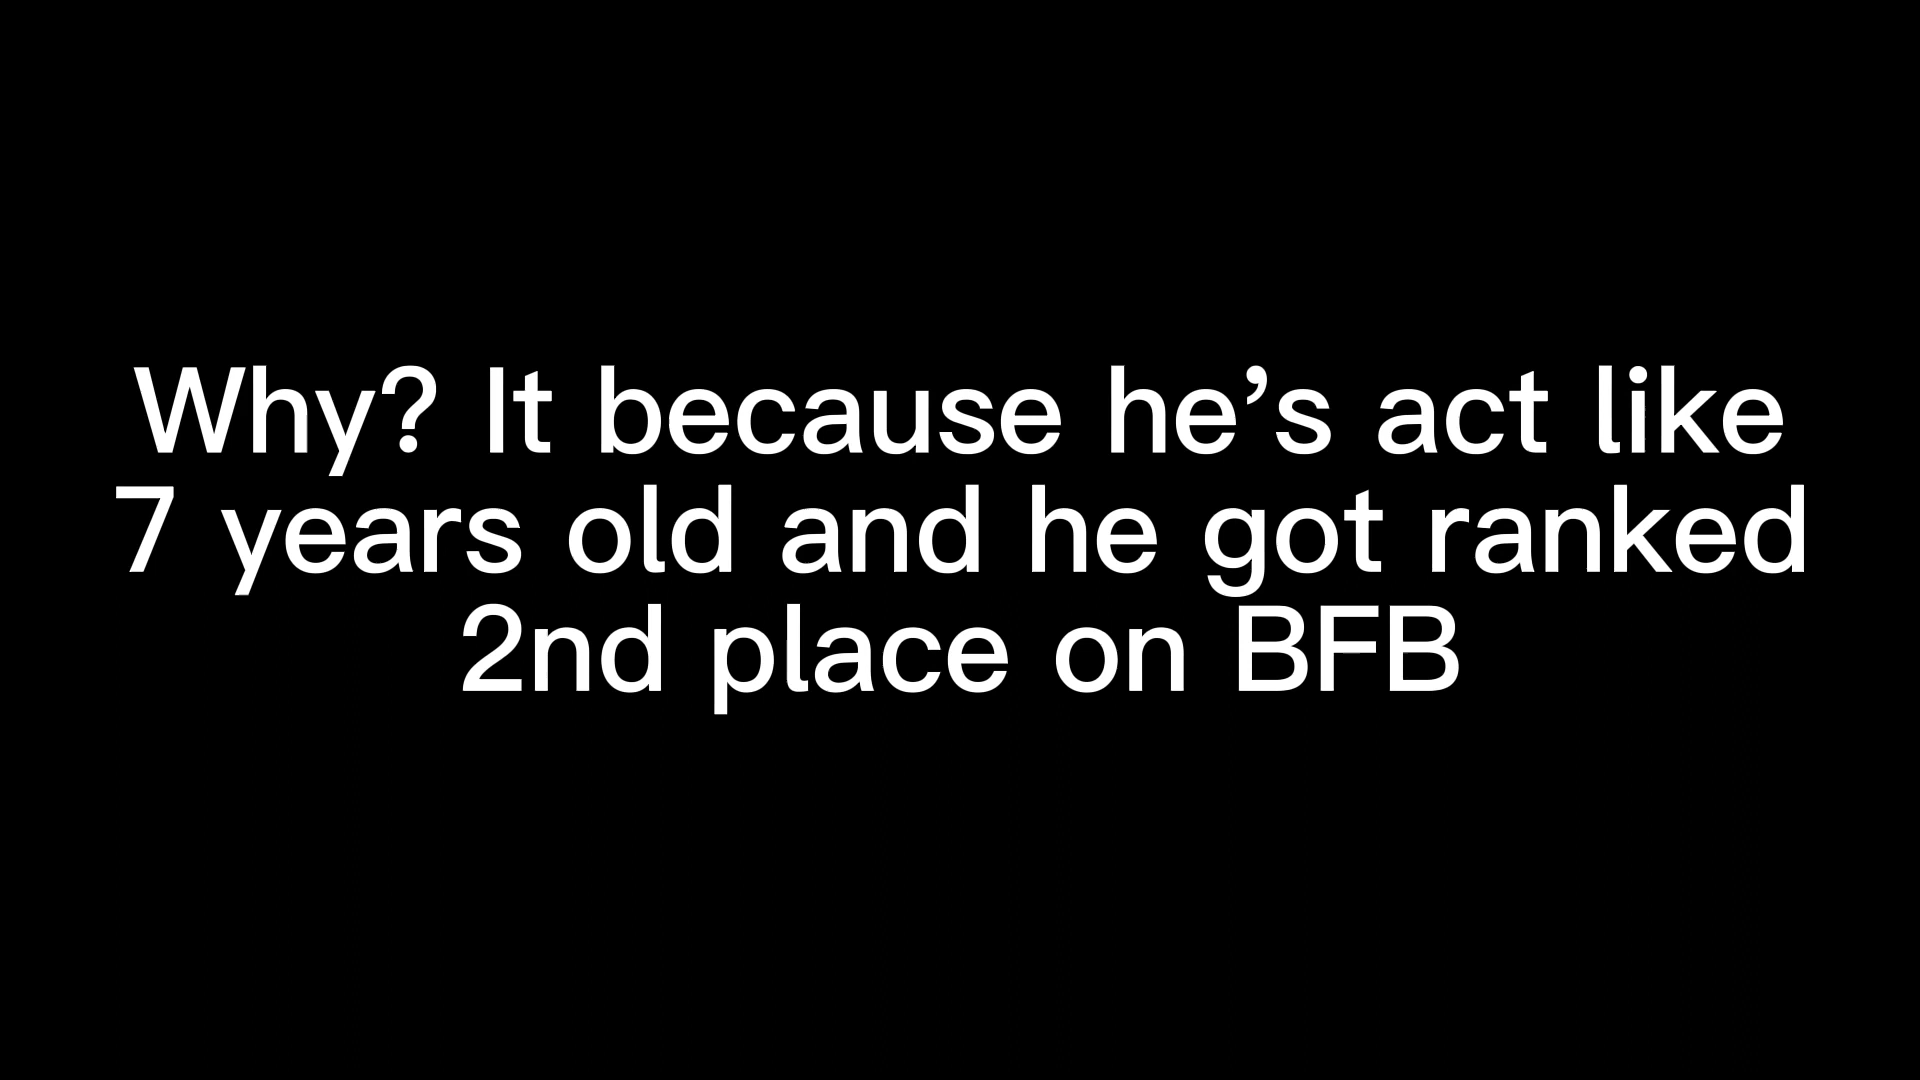 Why? It because he’s act like
7 years old and he got ranked
2nd place on BFB